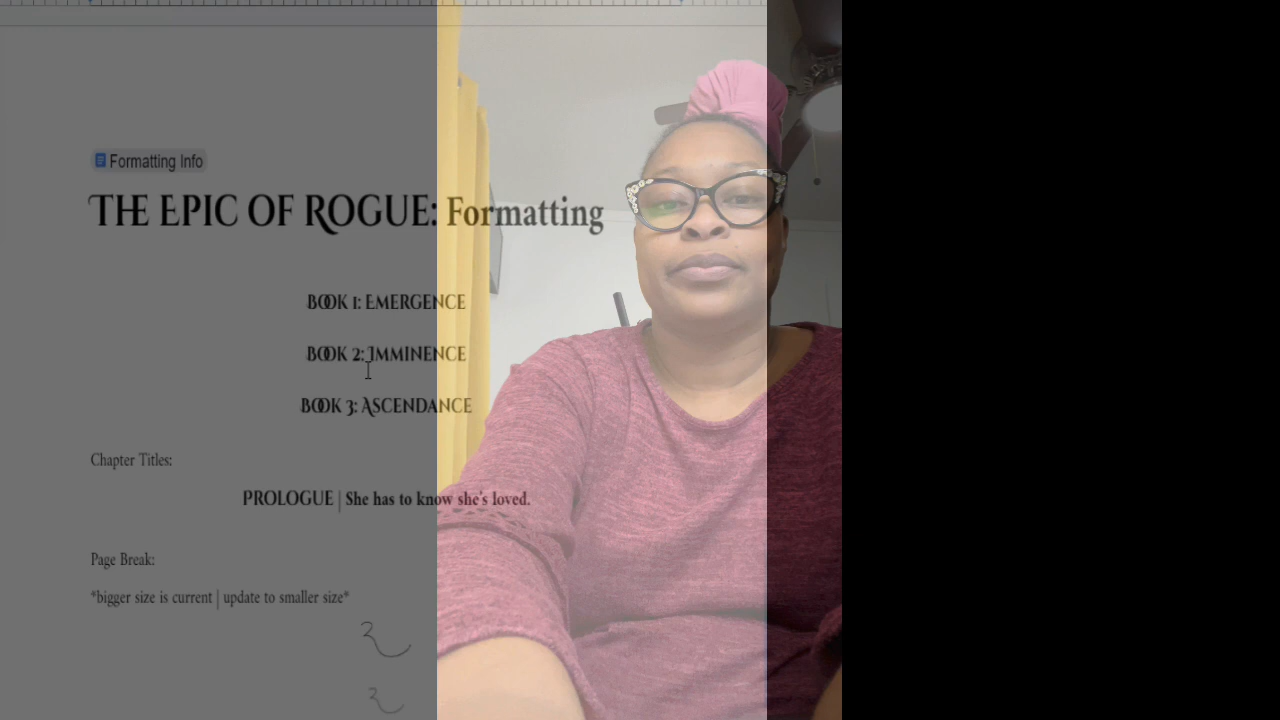 Formatting Info
THE EPIC OF ROGUE: Formatting
BOOK 1: EMERGENCE
BOOK 2: IMMINENCE
BOOK 3: ASCENDANCE
Chapter Titles:
PROLOGUE | She has to know she's loved.
Page Break:
*bigger size is current | update to smaller size*